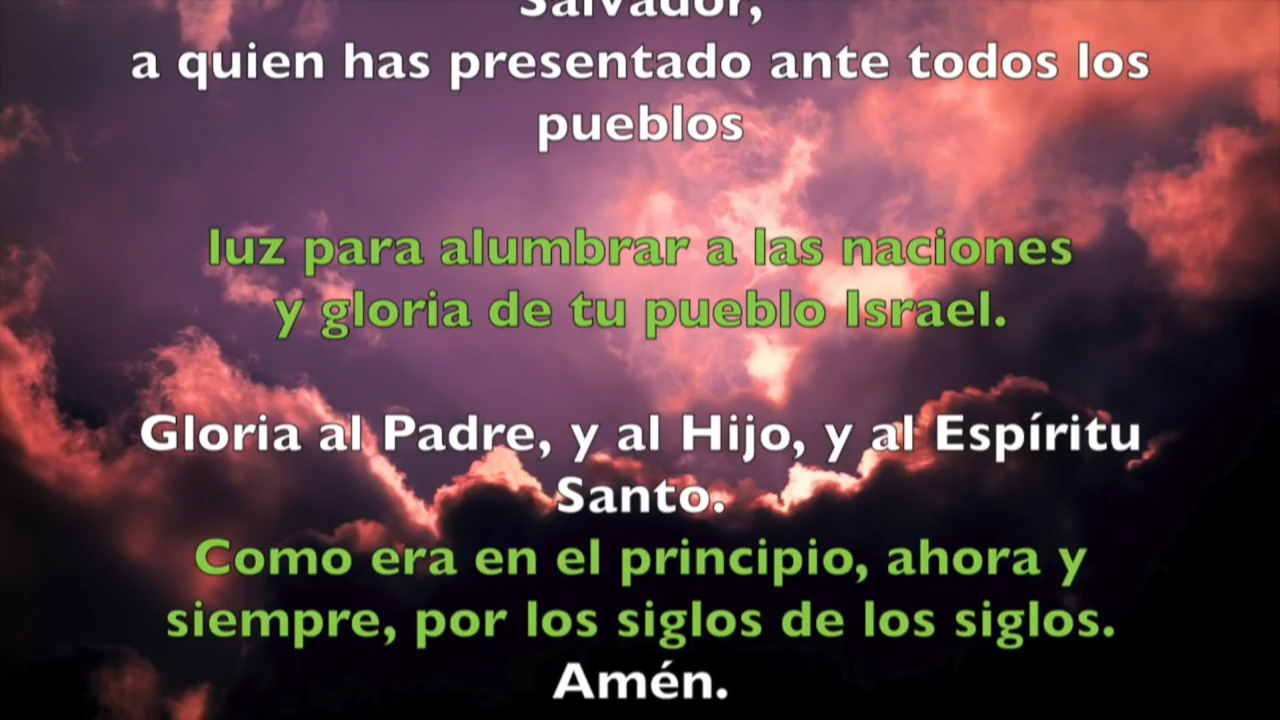 Salvador,
a quien has presentado ante todos los
pueblos
luz para alumbrar a las naciones
y gloria de tu pueblo Israel.
Gloria al Padre, y al Hijo, y al Espíritu
Santo.
Como era en el principio, ahora y
siempre, por los siglos de los siglos.
Amén.